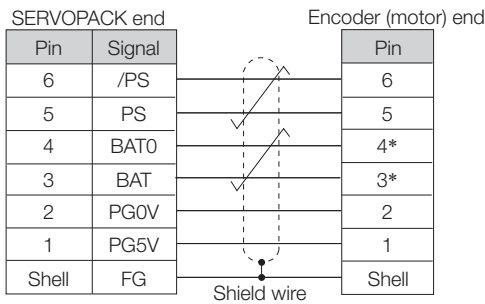 SERVOPACK end Encoder (motor) end
Pin Signal Pin
6 /PS 6
5 PS 5
4 BAT0 4*
3 BAT 3*
2 PG0V 2
1 PG5V 1
Shell FG Shell
Shield wire